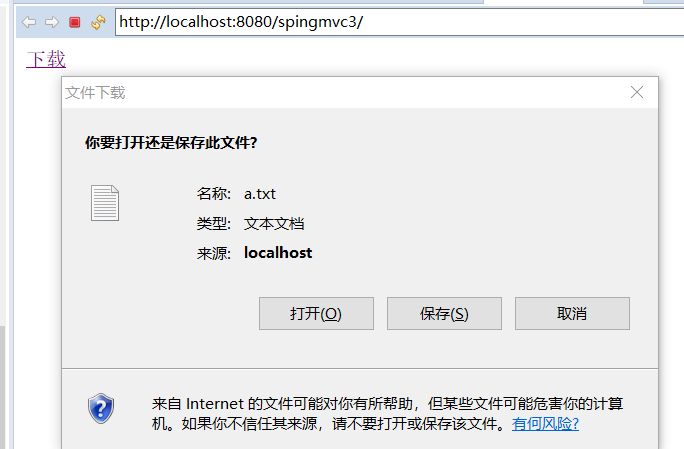 http://localhost:8080/spingmvc3/
下载
文件下载
你要打开还是保存此文件?
名称: a.txt
类型: 文本文档
来源: localhost
打开(O) 保存(S) 取消
来自 Internet 的文件可能对你有所帮助，但某些文件可能危害你的计算
机。如果你不信任其来源，请不要打开或保存该文件。有何风险?